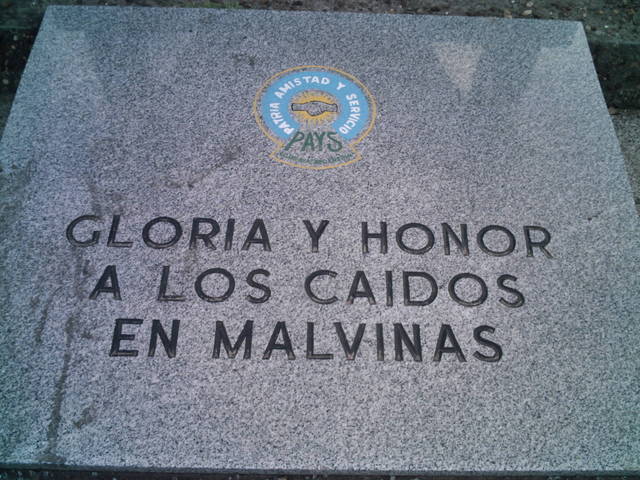 PATRIA AMISTAD Y SERVICIO
PAYS
GLORIA Y HONOR
A LOS CAIDOS
EN MALVINAS